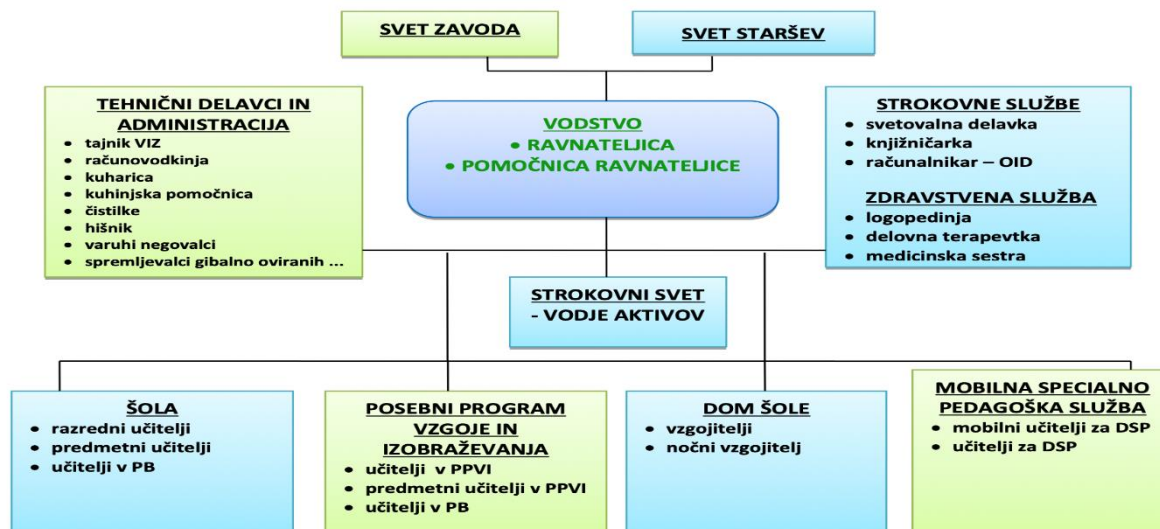 SVET ZAVODA
SVET STARŠEV
TEHNIČNI DELAVCI IN
ADMINISTRACIJA
• tajnik VIZ
• računovodkinja
• kuharica
• kuhinjska pomočnica
• čistilke
• hišnik
• varuhi negovalci
• spremljevalci gibalno oviranih ...
VODSTVO
• RAVNATELJICA
• POMOČNICA RAVNATELJICE
STROKOVNE SLUŽBE
• svetovalna delavka
• knjižničarka
• računalnikar – OID
ZDRAVSTVENA SLUŽBA
• logopedinja
• delovna terapevtka
• medicinska sestra
STROKOVNI SVET
- VODJE AKTIVOV
ŠOLA
• razredni učitelji
• predmetni učitelji
• učitelji v PB
POSEBNI PROGRAM
VZGOJE IN
IZOBRAŽEVANJA
• učitelji v PPVI
• predmetni učitelji v PPVI
• učitelji v PB
DOM ŠOLE
• vzgojitelji
• nočni vzgojitelj
MOBILNA SPECIALNO
PEDAGOŠKA SLUŽBA
• mobilni učitelji za DSP
• učitelji za DSP